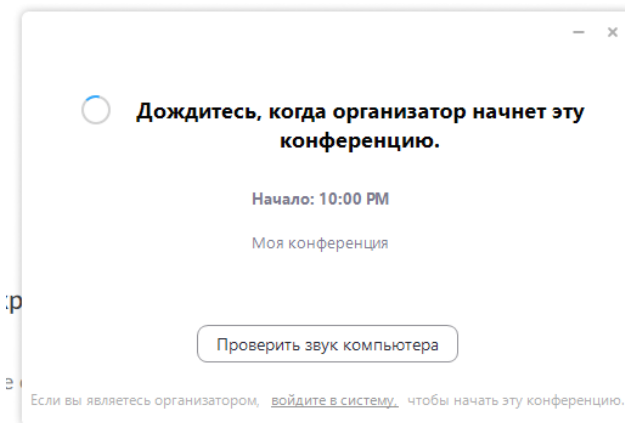 Дождитесь, когда организатор начнет эту
конференцию.
Начало: 10:00 PM
Моя конференция
Проверить звук компьютера
Если вы являетесь организатором, войдите в систему, чтобы начать эту конференцию.